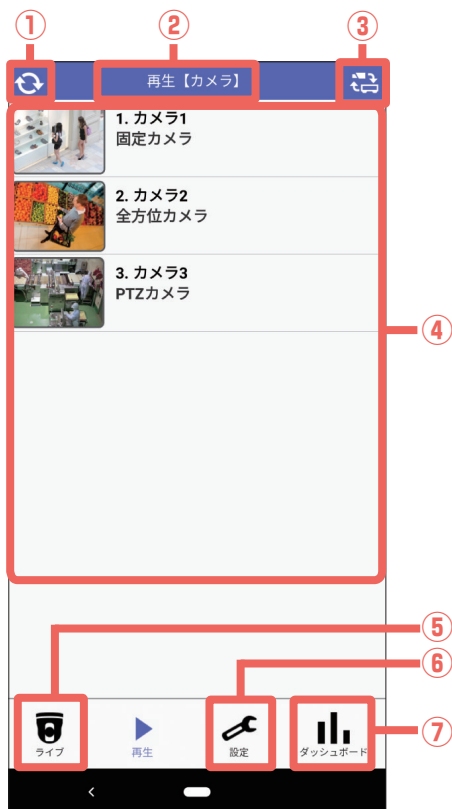 ① ② ③
再生【カメラ】
1. カメラ1
固定カメラ
2. カメラ2
全方位カメラ
3. カメラ3
PTZカメラ
④
⑤
⑥
⑦
ライブ 再生 設定 ダッシュボード